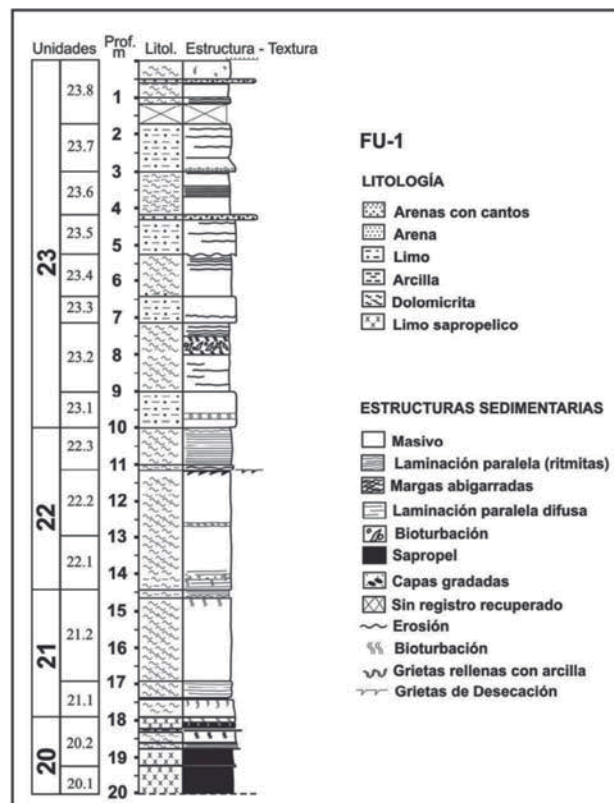 Unidades Prof. m Litol. Estructura - Textura
23
23.8
23.7
23.6
23.5
23.4
23.3
23.2
23.1
22
22.3
22.2
22.1
21
21.2
21.1
20
20.2
20.1
1
2
3
4
5
6
7
8
9
10
11
12
13
14
15
16
17
18
19
20
FU-1
LITOLOGÍA
Arenas con cantos
Arena
Limo
Arcilla
Dolomicrita
Limo sapropelico
ESTRUCTURAS SEDIMENTARIAS
Masivo
Laminación paralela (ritmitas)
Margas abigarradas
Laminación paralela difusa
Bioturbación
Sapropel
Capas gradadas
Sin registro recuperado
Erosión
Bioturbación
Grietas rellenas con arcilla
Grietas de Desecación